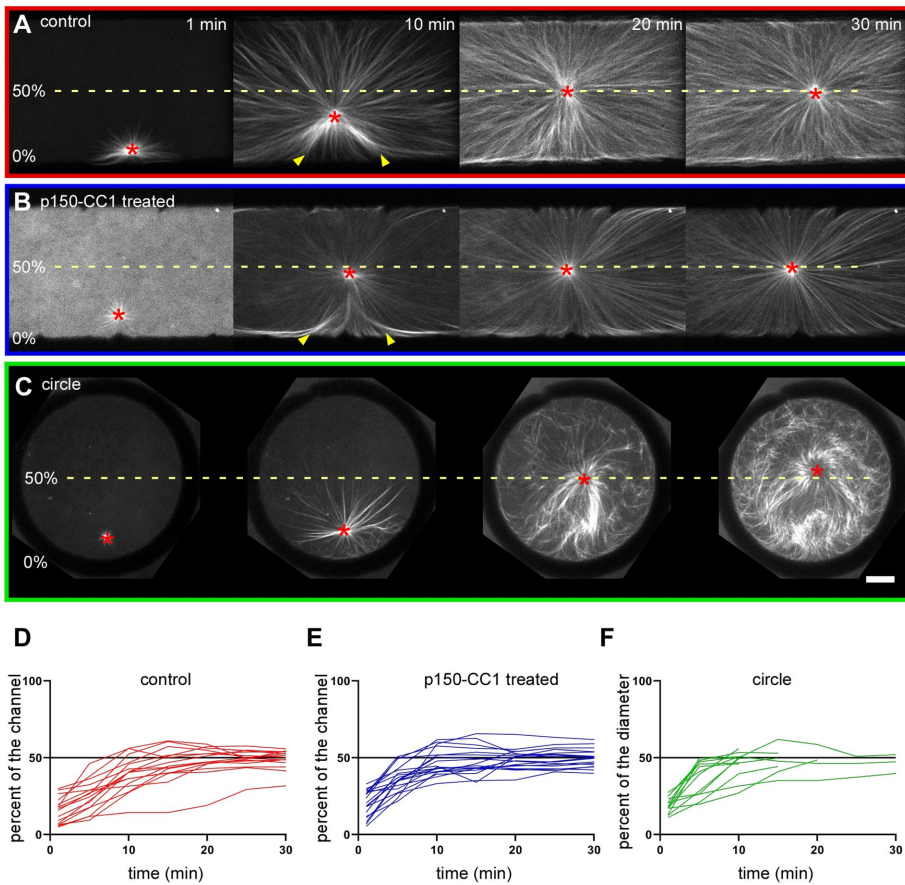 A control 1 min 10 min 20 min 30 min
50%
0%
B p150-CC1 treated
50%
0%
C circle
50%
0%
D E F
control p150-CC1 treated circle
percent of the channel
100
50
0
0 10 20 30
time (min)
percent of the channel
100
50
0
0 10 20 30
time (min)
percent of the diameter
100
50
0
0 10 20 30
time (min)